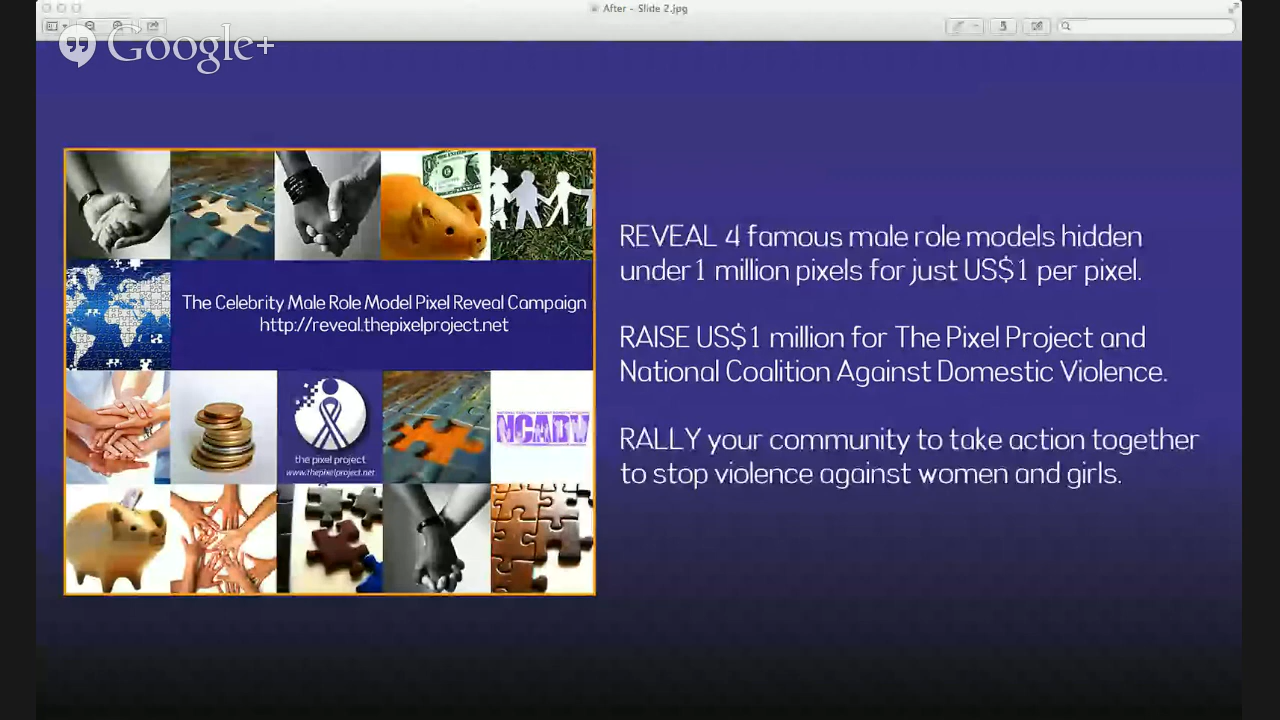 After - Slide 2.jpg
Google+
The Celebrity Male Role Model Pixel Reveal Campaign
http://reveal.thepixelproject.net
the pixel project
www.thepixelproject.net
NCADV
REVEAL 4 famous male role models hidden
under 1 million pixels for just US$1 per pixel.
RAISE US$1 million for The Pixel Project and
National Coalition Against Domestic Violence.
RALLY your community to take action together
to stop violence against women and girls.